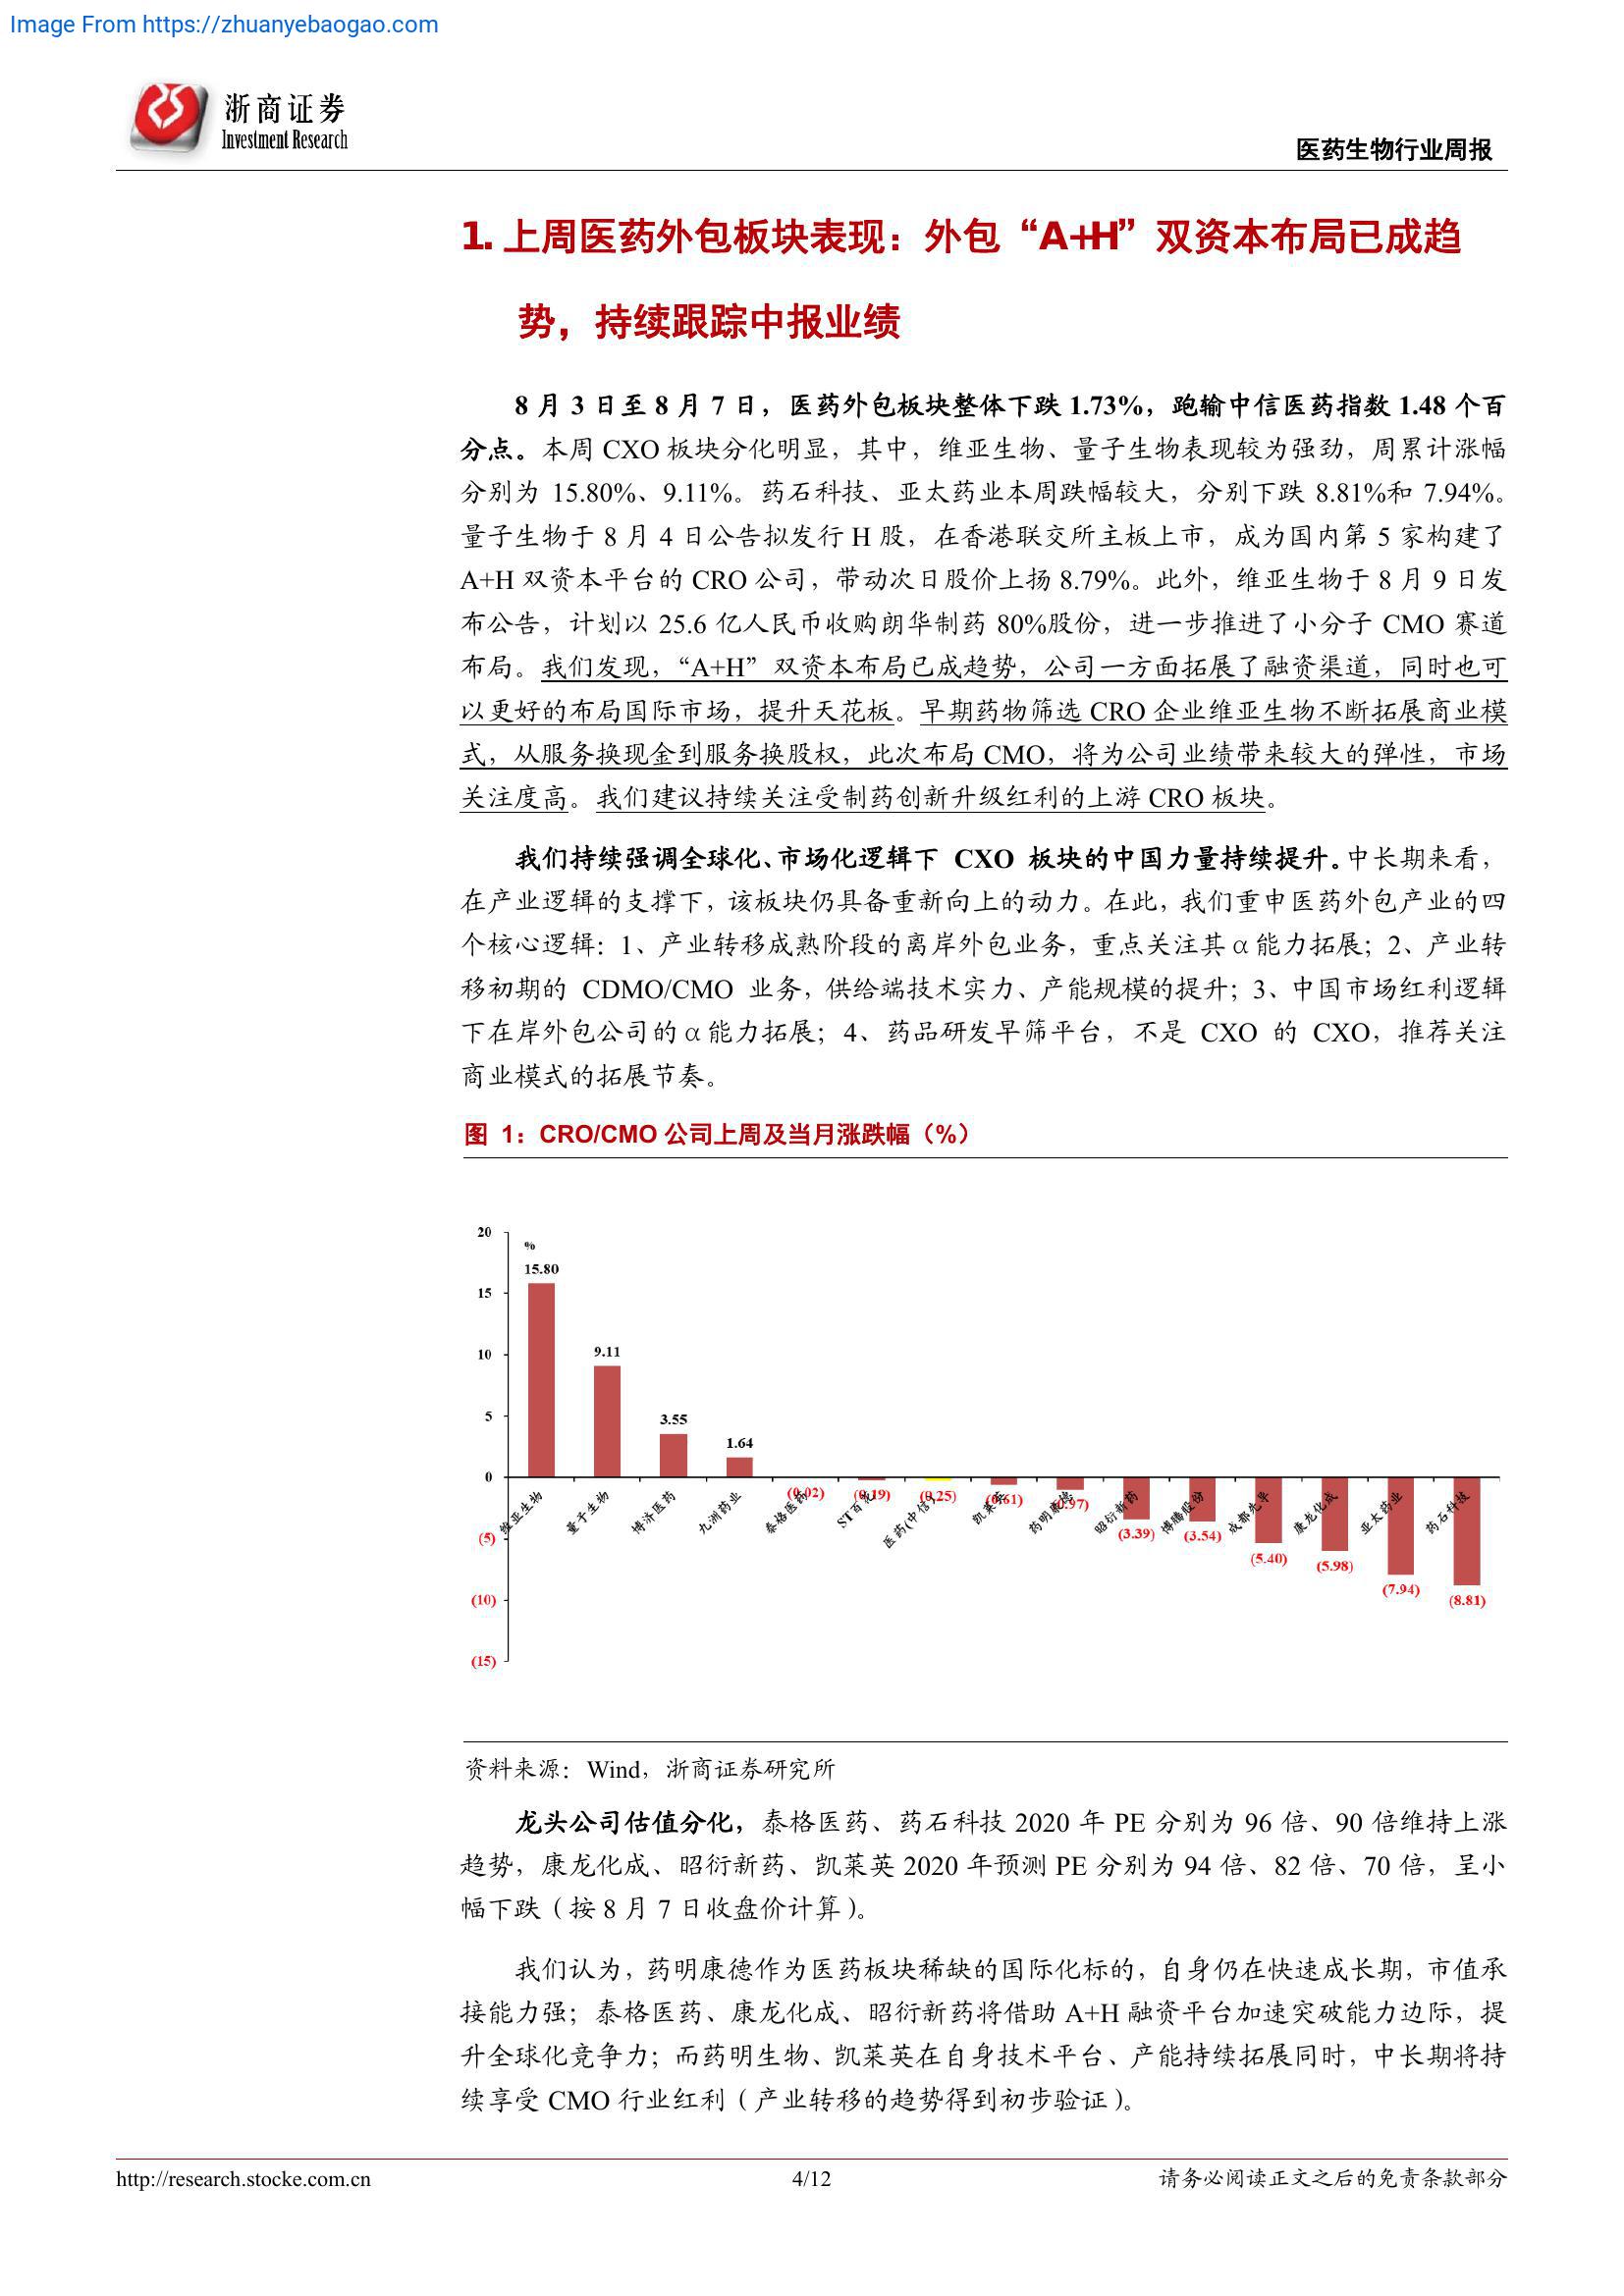 Image From https://zhuanyebaogao.com
浙商证券
Investment Research
医药生物行业周报
1. 上周医药外包板块表现：外包“A+H”双资本布局已成趋
势，持续跟踪中报业绩
8 月 3 日至 8 月 7 日，医药外包板块整体下跌 1.73%，跑输中信医药指数 1.48 个百
分点。本周 CXO 板块分化明显，其中，维亚生物、量子生物表现较为强劲，周累计涨幅
分别为 15.80%、9.11%。药石科技、亚太药业本周跌幅较大，分别下跌 8.81%和 7.94%。
量子生物于 8 月 4 日公告拟发行 H 股，在香港联交所主板上市，成为国内第 5 家构建了
A+H 双资本平台的 CRO 公司，带动次日股价上扬 8.79%。此外，维亚生物于 8 月 9 日发
布公告，计划以 25.6 亿人民币收购朗华制药 80%股份，进一步推进了小分子 CMO 赛道
布局。我们发现，“A+H”双资本布局已成趋势，公司一方面拓展了融资渠道，同时也可
以更好的布局国际市场，提升天花板。早期药物筛选 CRO 企业维亚生物不断拓展商业模
式，从服务换现金到服务换股权，此次布局 CMO，将为公司业绩带来较大的弹性，市场
关注度高。我们建议持续关注受制药创新升级红利的上游 CRO 板块。
我们持续强调全球化、市场化逻辑下 CXO 板块的中国力量持续提升。中长期来看，
在产业逻辑的支撑下，该板块仍具备重新向上的动力。在此，我们重申医药外包产业的四
个核心逻辑：1、产业转移成熟阶段的离岸外包业务，重点关注其 α 能力拓展；2、产业转
移初期的 CDMO/CMO 业务，供给端技术实力、产能规模的提升；3、中国市场红利逻辑
下在岸外包公司的 α 能力拓展；4、药品研发早筛平台，不是 CXO 的 CXO，推荐关注
商业模式的拓展节奏。
图 1：CRO/CMO 公司上周及当月涨跌幅（%）
20
15
10
5
0
(5)
(10)
(15)
%
15.80
9.11
3.55
1.64
(0.02)
(0.19)
(0.25)
(0.61)
(0.97)
(3.39)
(3.54)
(5.40)
(5.98)
(7.94)
(8.81)
维亚生物
量子生物
博济医药
九洲药业
泰格医药
ST百花
医药(中信)
凯莱英
药明康德
昭衍新药
博腾股份
成都先导
康龙化成
亚太药业
药石科技
资料来源：Wind，浙商证券研究所
龙头公司估值分化，泰格医药、药石科技 2020 年 PE 分别为 96 倍、90 倍维持上涨
趋势，康龙化成、昭衍新药、凯莱英 2020 年预测 PE 分别为 94 倍、82 倍、70 倍，呈小
幅下跌（按 8 月 7 日收盘价计算）。
我们认为，药明康德作为医药板块稀缺的国际化标的，自身仍在快速成长期，市值承
接能力强；泰格医药、康龙化成、昭衍新药将借助 A+H 融资平台加速突破能力边际，提
升全球化竞争力；而药明生物、凯莱英在自身技术平台、产能持续拓展同时，中长期将持
续享受 CMO 行业红利（产业转移的趋势得到初步验证）。
http://research.stocke.com.cn
4/12
请务必阅读正文之后的免责条款部分